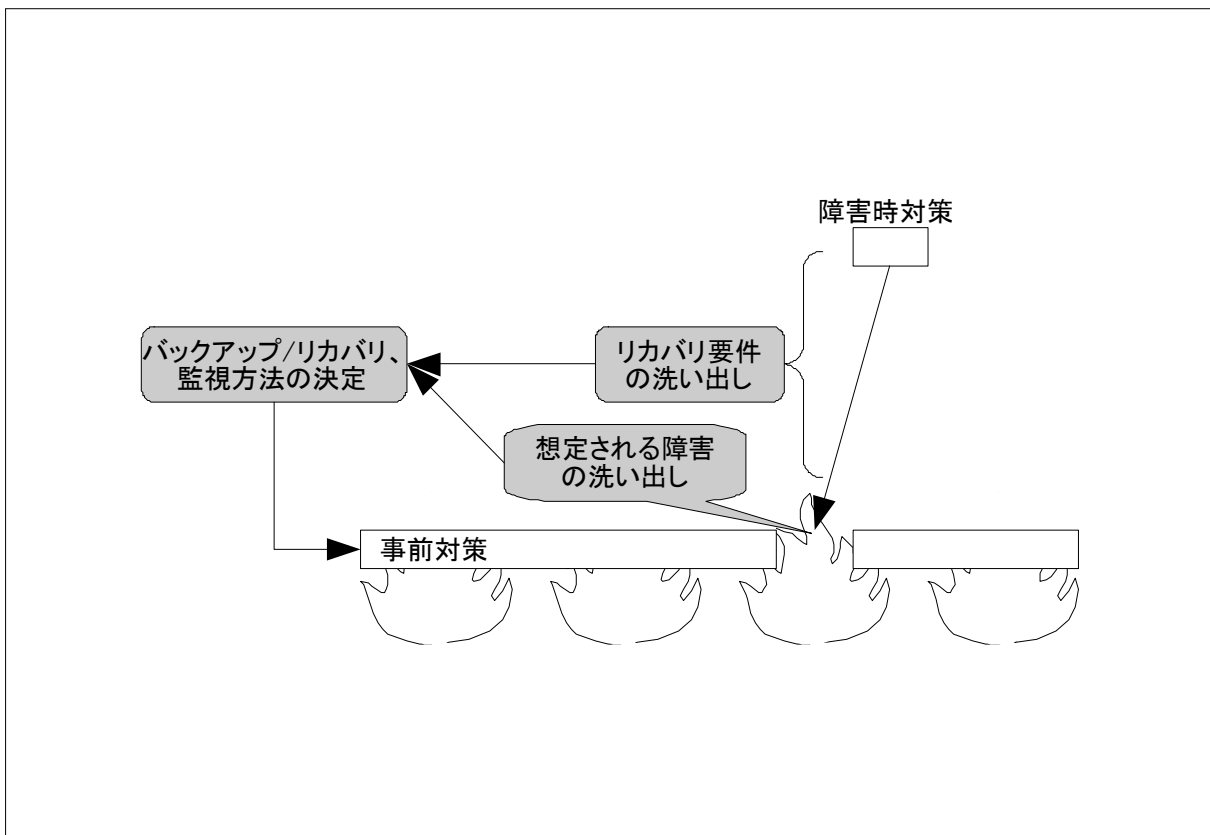 障害時対策
バックアップ/リカバリ、
監視方法の決定
リカバリ要件
の洗い出し
想定される障害
の洗い出し
事前対策